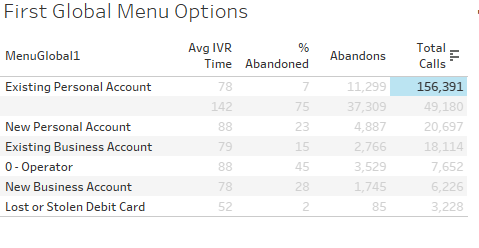 First Global Menu Options
MenuGlobal1 Avg IVR Time % Abandoned Abandons Total Calls
Existing Personal Account 78 7 11,299 156,391
142 75 37,309 49,180
New Personal Account 88 23 4,887 20,697
Existing Business Account 79 15 2,766 18,114
0 - Operator 88 45 3,529 7,652
New Business Account 78 28 1,745 6,226
Lost or Stolen Debit Card 52 2 85 3,228